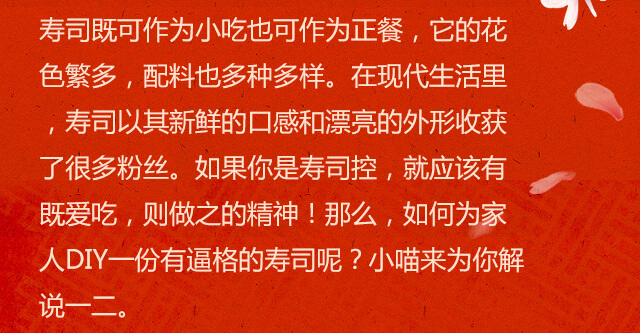 寿司既可作为小吃也可作为正餐，它的花
色繁多，配料也多种多样。在现代生活里
，寿司以其新鲜的口感和漂亮的外形收获
了很多粉丝。如果你是寿司控，就应该有
既爱吃，则做之的精神！那么，如何为家
人DIY一份有逼格的寿司呢？小喵来为你解
说一二。